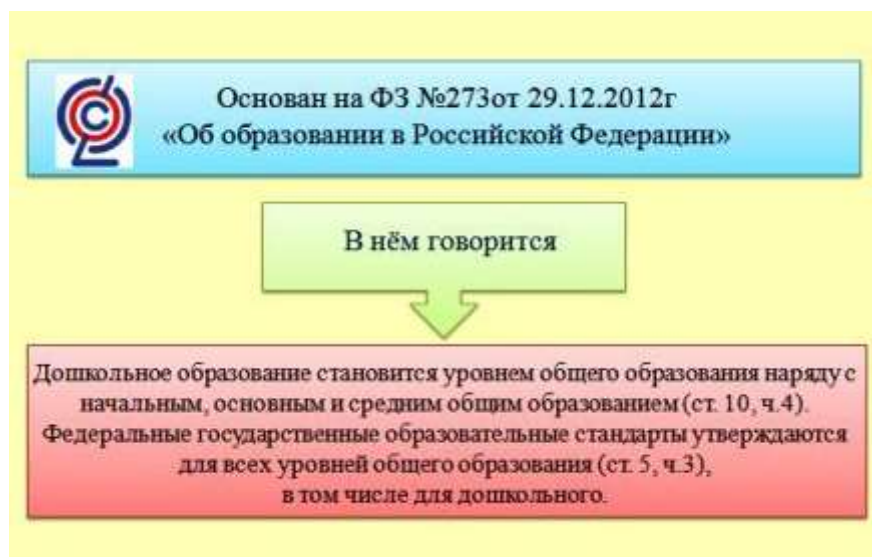 Основан на ФЗ №273от 29.12.2012г
«Об образовании в Российской Федерации»
В нём говорится
Дошкольное образование становится уровнем общего образования наряду с
начальным, основным и средним общим образованием (ст. 10, ч.4).
Федеральные государственные образовательные стандарты утверждаются
для всех уровней общего образования (ст. 5, ч.3),
в том числе для дошкольного.